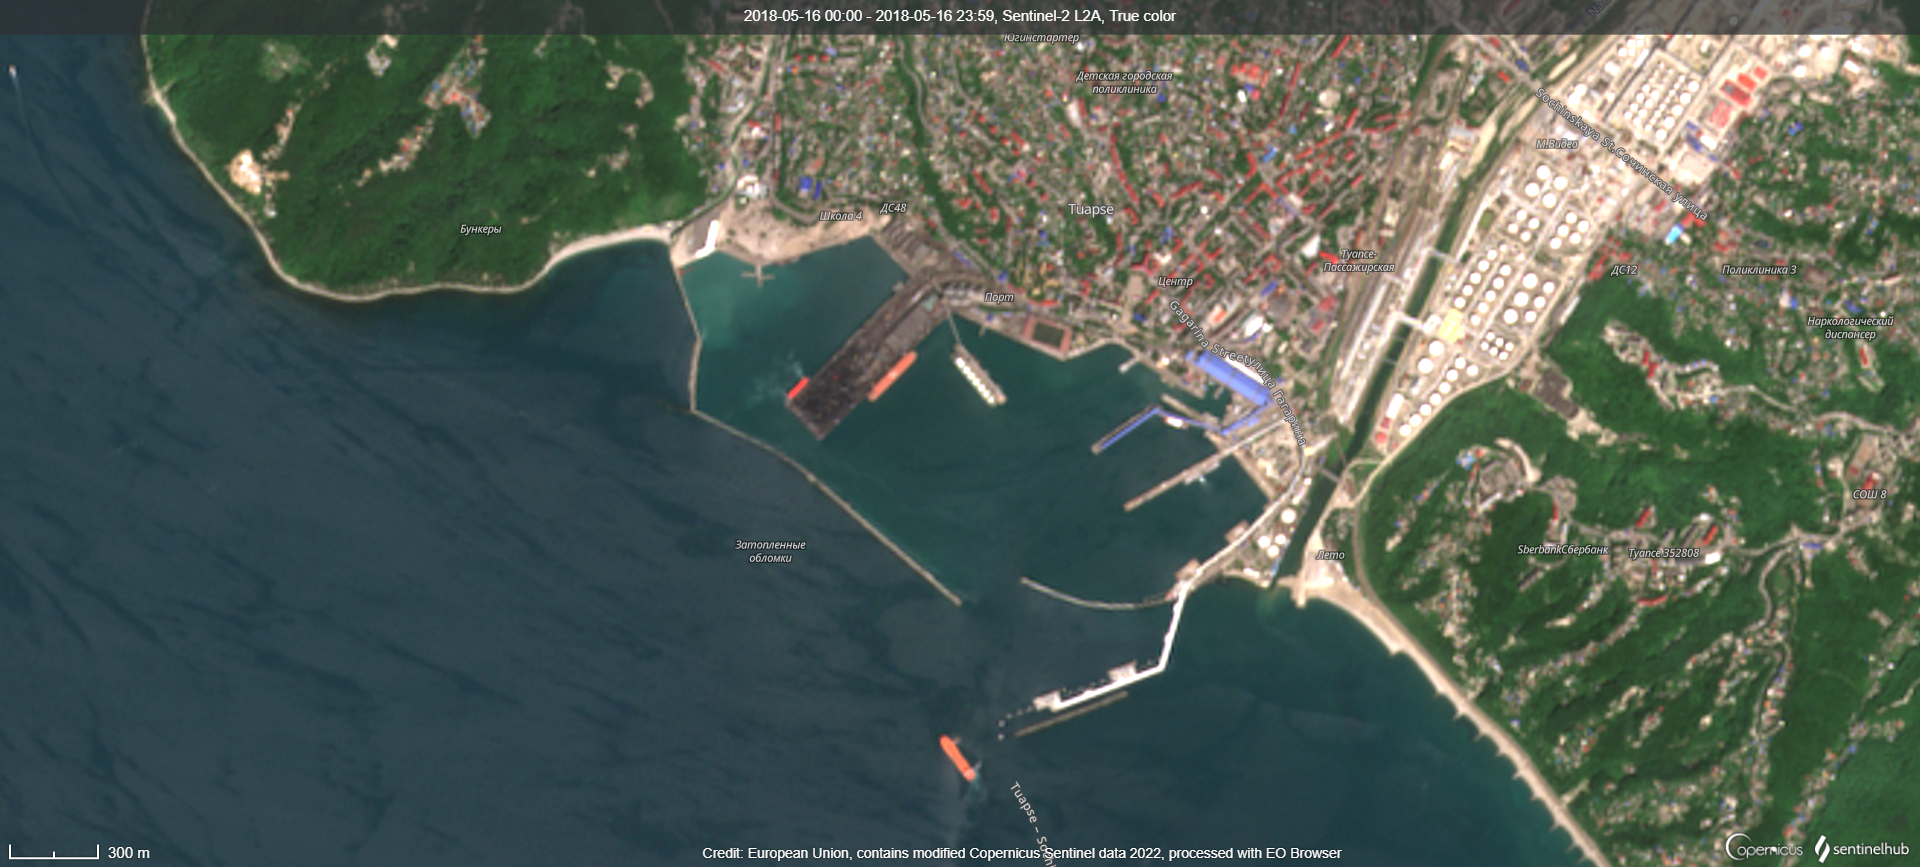 2018-05-16 00:00 - 2018-05-16 23:59, Sentinel-2 L2A, True color
Югинстартер
Детская городская
поликлиника
Sochinskaya St.Сочинская улица
М.Видео
Школа 4
ДС48
Tuapse
Бункеры
Туапсе-
Пассажирская
ДС12
Поликлиника 3
Центр
Порт
Gagarina Streetулица Гагарина
Наркологический
диспансер
СОШ 8
Затопленные
обломки
Лето
SberbankСбербанк
Туапсе 352808
Tuapse – Sochi
300 m
Credit: European Union, contains modified Copernicus Sentinel data 2022, processed with EO Browser
opernicus
sentinelhub